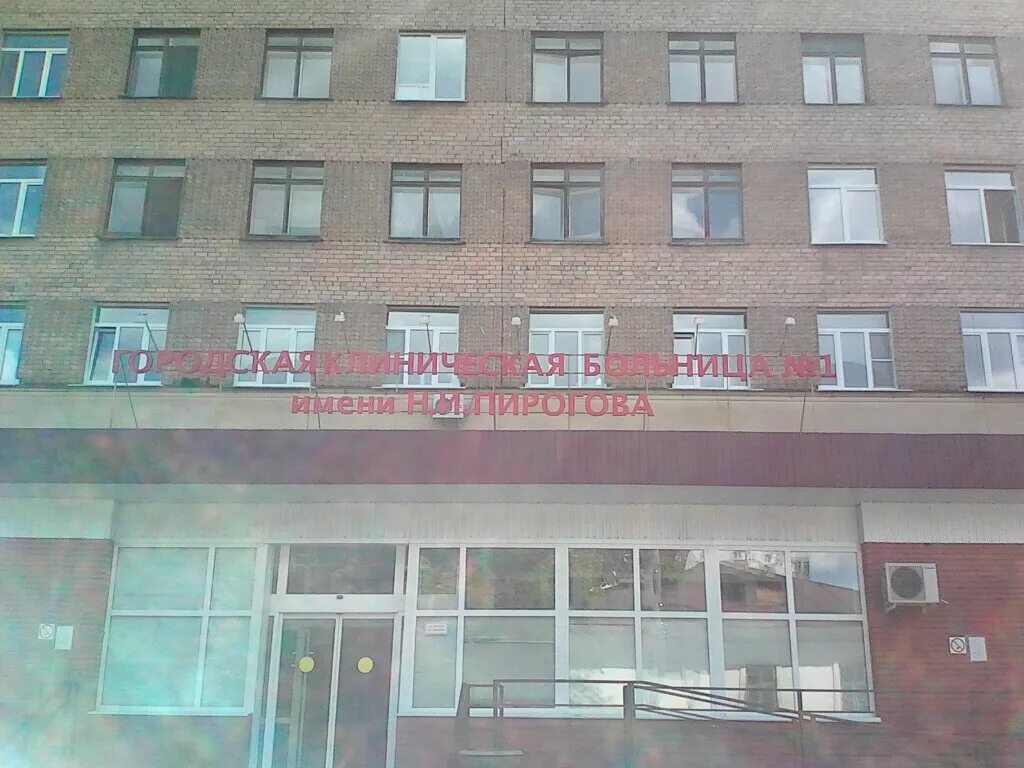 ГОРОДСКАЯ КЛИНИЧЕСКАЯ БОЛЬНИЦА №1
имени Н.И.ПИРОГОВА